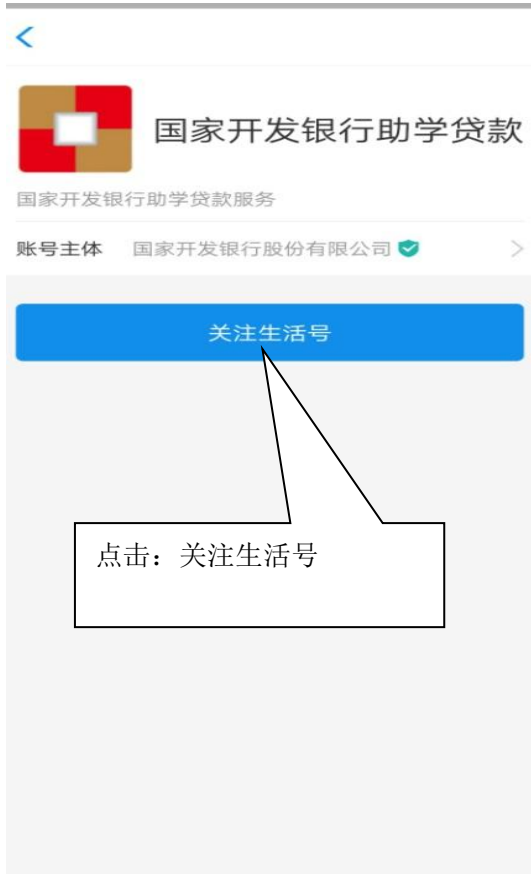 国家开发银行助学贷款
国家开发银行助学贷款服务
账号主体 国家开发银行股份有限公司
关注生活号
点击：关注生活号